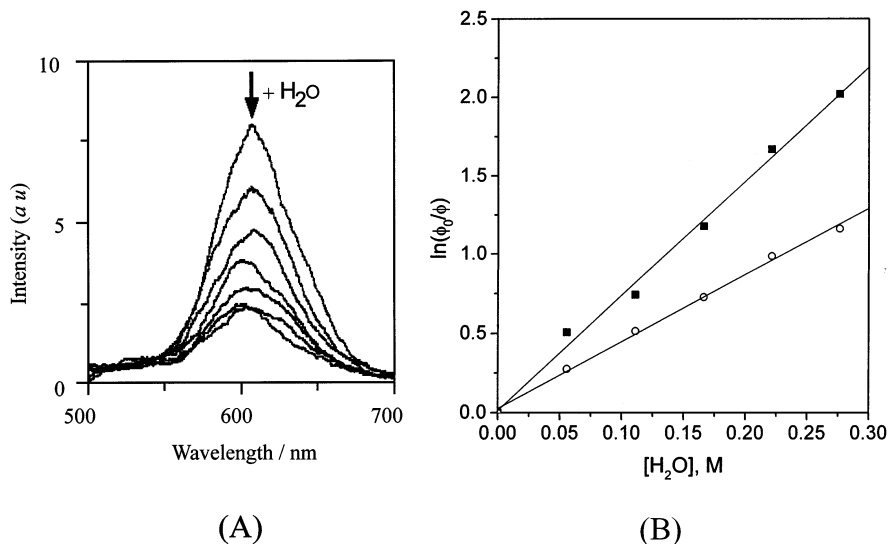 10
5
0
+ H₂O
Intensity (a u)
500
600
700
Wavelength / nm
(A)
2.5
2.0
1.5
1.0
0.5
0.0
ln(ϕ₀/ϕ)
0.00
0.05
0.10
0.15
0.20
0.25
0.30
[H₂O], M
(B)